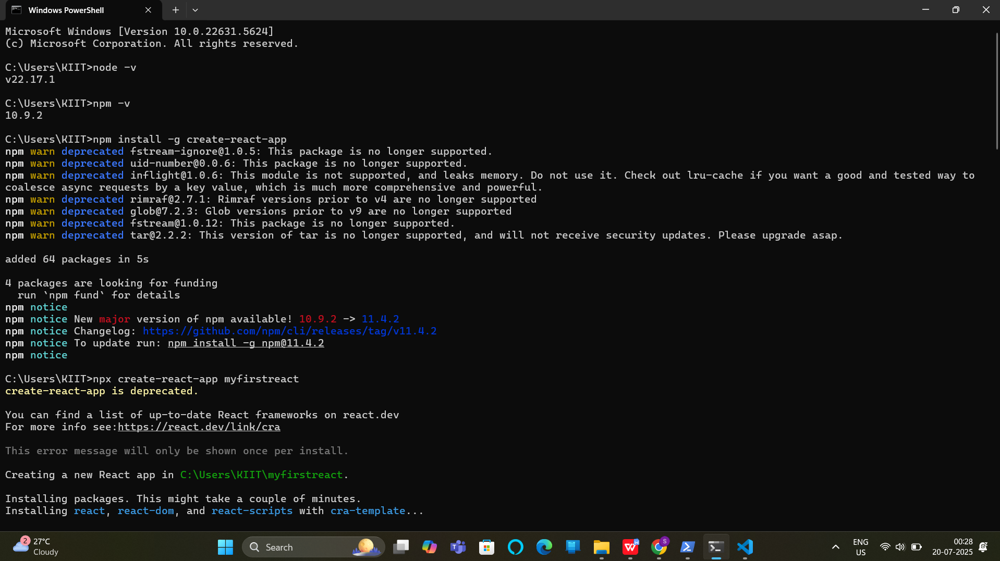 Windows PowerShell
Microsoft Windows [Version 10.0.22631.5624]
(c) Microsoft Corporation. All rights reserved.
C:\Users\KIIT>node -v
v22.17.1
C:\Users\KIIT>npm -v
10.9.2
C:\Users\KIIT>npm install -g create-react-app
npm warn deprecated fstream-ignore@1.0.5: This package is no longer supported.
npm warn deprecated uid-number@0.0.6: This package is no longer supported.
npm warn deprecated inflight@1.0.6: This module is not supported, and leaks memory. Do not use it. Check out lru-cache if you want a good and tested way to
coalesce async requests by a key value, which is much more comprehensive and powerful.
npm warn deprecated rimraf@2.7.1: Rimraf versions prior to v4 are no longer supported
npm warn deprecated glob@7.2.3: Glob versions prior to v9 are no longer supported
npm warn deprecated fstream@1.0.12: This package is no longer supported.
npm warn deprecated tar@2.2.2: This version of tar is no longer supported, and will not receive security updates. Please upgrade asap.
added 64 packages in 5s
4 packages are looking for funding
  run `npm fund` for details
npm notice
npm notice New major version of npm available! 10.9.2 -> 11.4.2
npm notice Changelog: https://github.com/npm/cli/releases/tag/v11.4.2
npm notice To update run: npm install -g npm@11.4.2
npm notice
C:\Users\KIIT>npx create-react-app myfirstreact
create-react-app is deprecated.
You can find a list of up-to-date React frameworks on react.dev
For more info see:https://react.dev/link/cra
This error message will only be shown once per install.
Creating a new React app in C:\Users\KIIT\myfirstreact.
Installing packages. This might take a couple of minutes.
Installing react, react-dom, and react-scripts with cra-template...
2
27°C
Cloudy
Search
T
W
W
S
ENG
US
00:28
20-07-2025